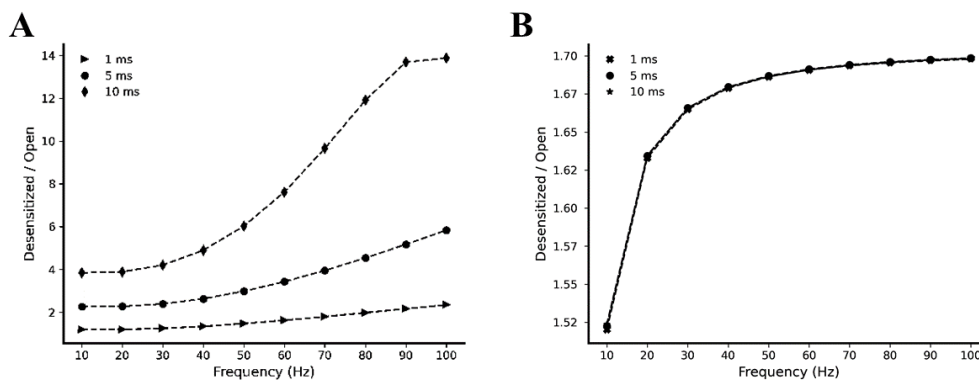 A
Desensitized / Open
14
12
10
8
6
4
2
1 ms
5 ms
10 ms
10 20 30 40 50 60 70 80 90 100
Frequency (Hz)
B
Desensitized / Open
1.70
1.67
1.65
1.62
1.60
1.57
1.55
1.52
1 ms
5 ms
10 ms
10 20 30 40 50 60 70 80 90 100
Frequency (Hz)